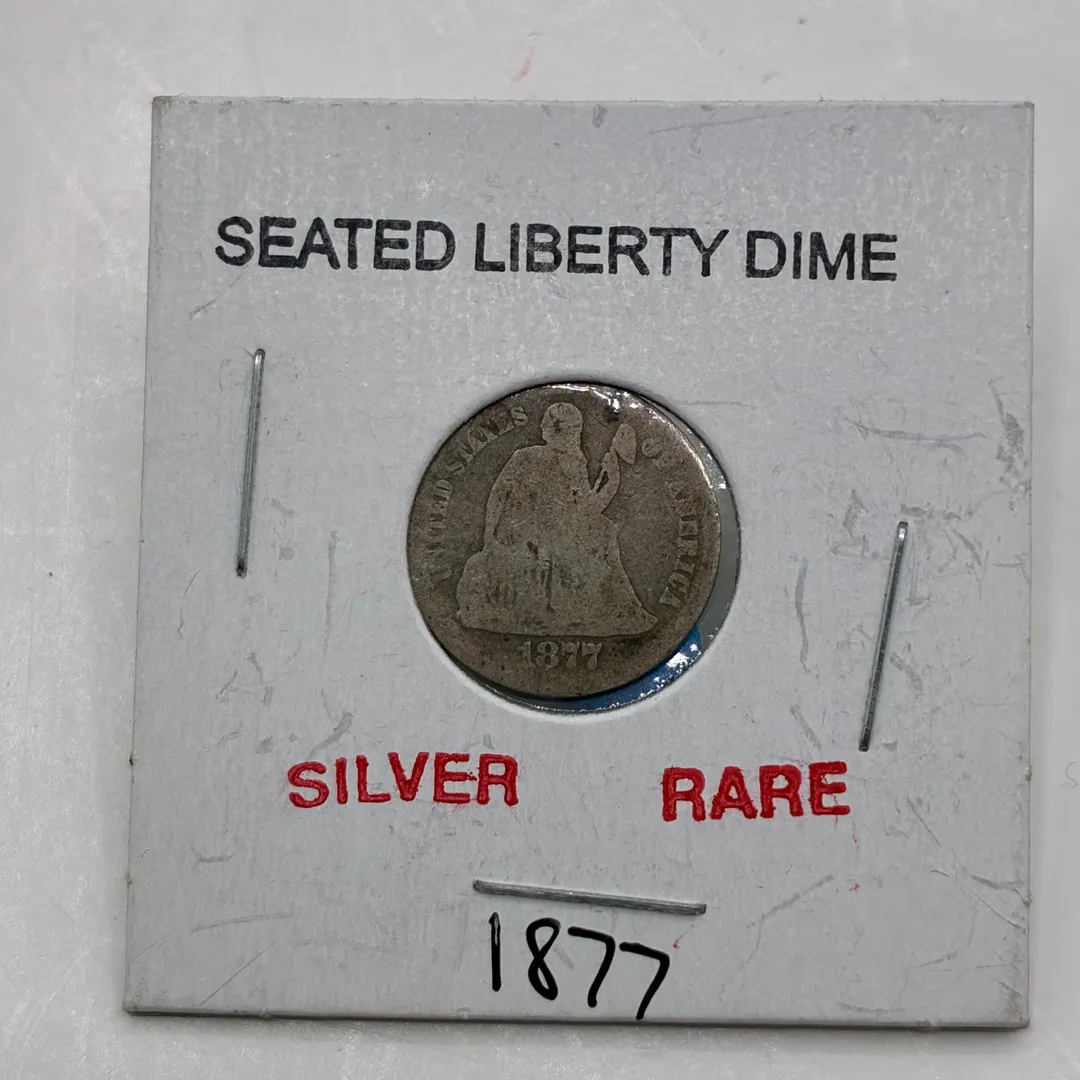 SEATED LIBERTY DIME
UNITED STATES OF AMERICA
1877
SILVER RARE
1877